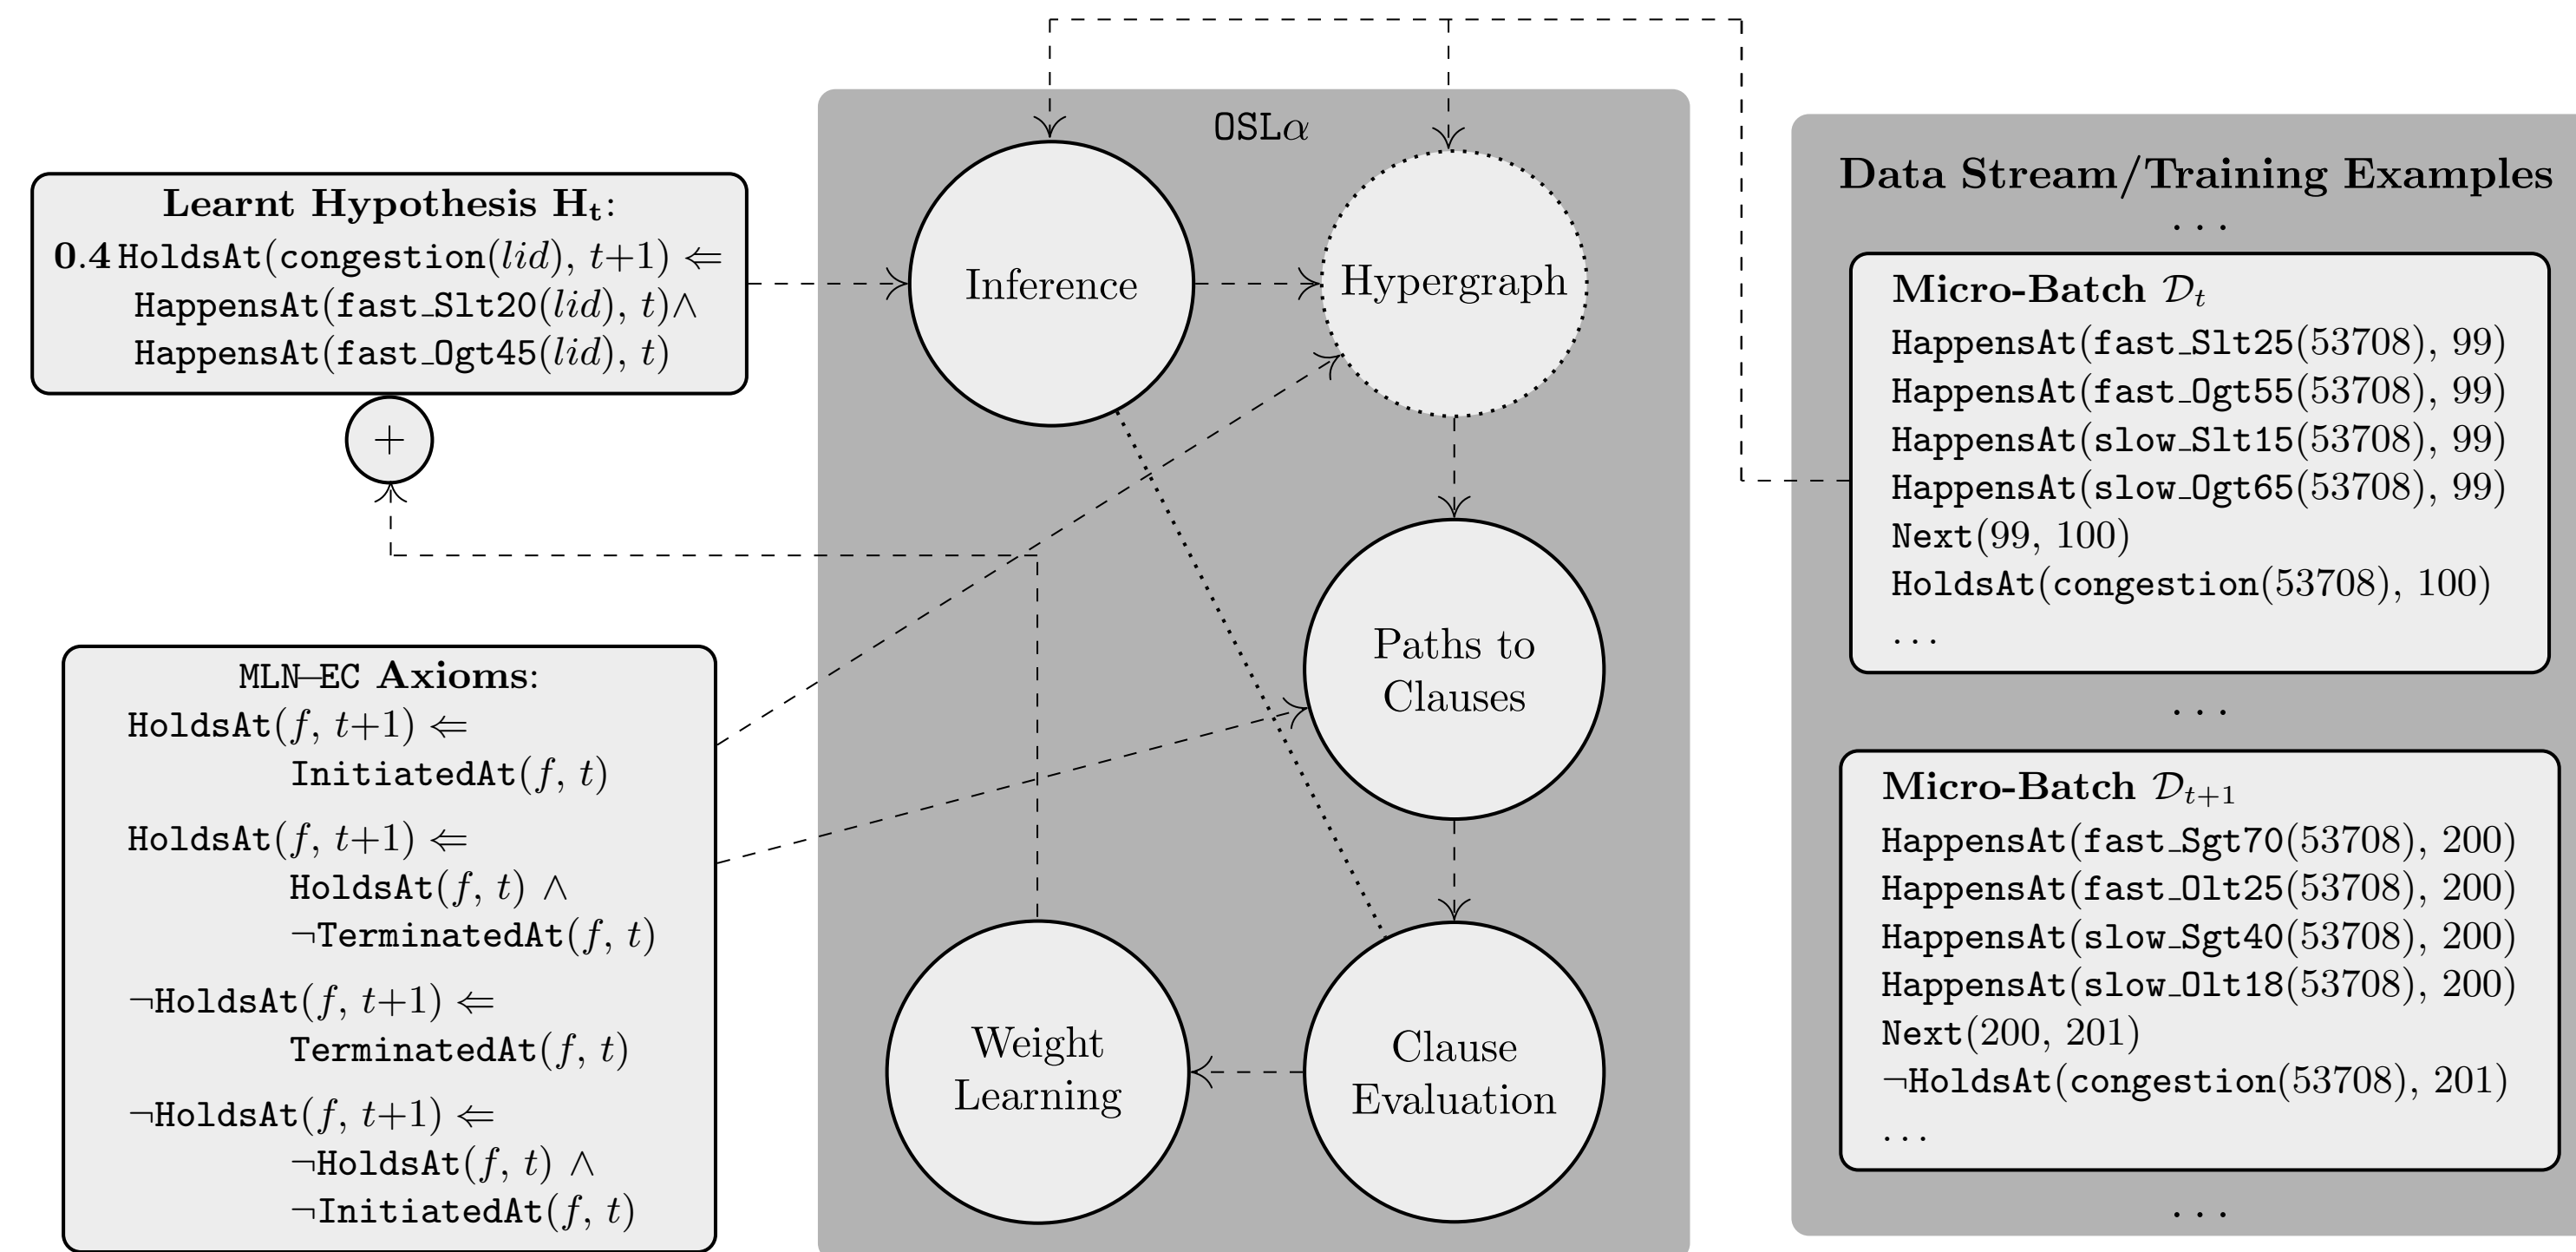 Learnt Hypothesis Hₜ:
0.4 HoldsAt(congestion(lid), t+1) ⇐
HappensAt(fast_Slt20(lid), t)∧
HappensAt(fast_Ogt45(lid), t)
+
MLN–EC Axioms:
HoldsAt(f, t+1) ⇐
InitiatedAt(f, t)
HoldsAt(f, t+1) ⇐
HoldsAt(f, t) ∧
¬TerminatedAt(f, t)
¬HoldsAt(f, t+1) ⇐
TerminatedAt(f, t)
¬HoldsAt(f, t+1) ⇐
¬HoldsAt(f, t) ∧
¬InitiatedAt(f, t)
OSLα
Inference
Hypergraph
Paths to
Clauses
Clause
Evaluation
Weight
Learning
Data Stream/Training Examples
...
Micro-Batch 𝒟ₜ
HappensAt(fast_Slt25(53708), 99)
HappensAt(fast_Ogt55(53708), 99)
HappensAt(slow_Slt15(53708), 99)
HappensAt(slow_Ogt65(53708), 99)
Next(99, 100)
HoldsAt(congestion(53708), 100)
...
...
Micro-Batch 𝒟ₜ₊₁
HappensAt(fast_Sgt70(53708), 200)
HappensAt(fast_Olt25(53708), 200)
HappensAt(slow_Sgt40(53708), 200)
HappensAt(slow_Olt18(53708), 200)
Next(200, 201)
¬HoldsAt(congestion(53708), 201)
...
...